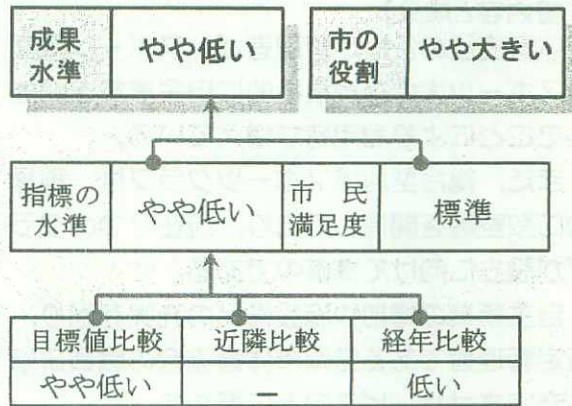 成果水準 やや低い 市の役割 やや大きい
指標の水準 やや低い 市民満足度 標準
目標値比較 近隣比較 経年比較
やや低い － 低い